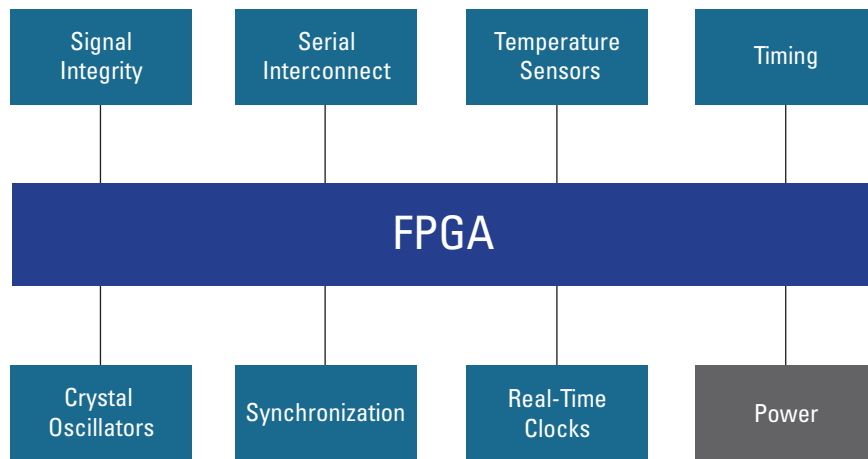 Signal
Integrity
Serial
Interconnect
Temperature
Sensors
Timing
FPGA
Crystal
Oscillators
Synchronization
Real-Time
Clocks
Power